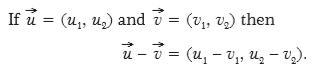 If u⃗ = (u₁, u₂) and v⃗ = (v₁, v₂) then
u⃗ − v⃗ = (u₁ − v₁, u₂ − v₂).